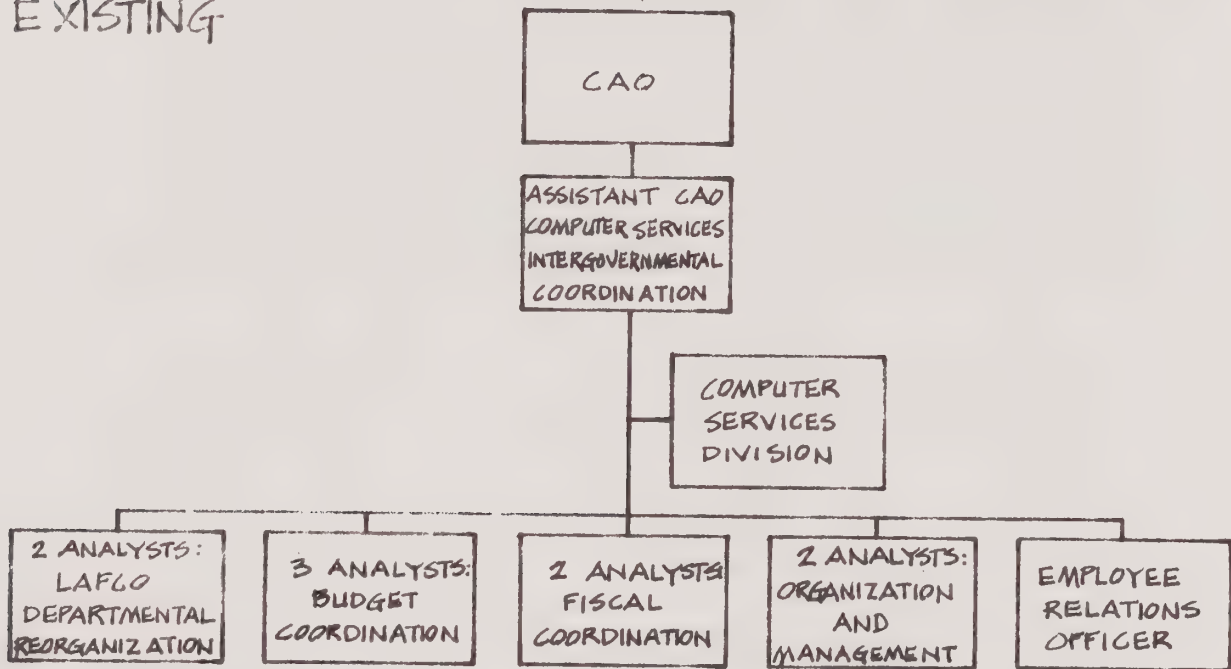 EXISTING
CAO
ASSISTANT CAO
COMPUTER SERVICES
INTERGOVERNMENTAL
COORDINATION
COMPUTER
SERVICES
DIVISION
2 ANALYSTS:
LAFCO
DEPARTMENTAL
REORGANIZATION
3 ANALYSTS:
BUDGET
COORDINATION
2 ANALYSTS:
FISCAL
COORDINATION
2 ANALYSTS:
ORGANIZATION
AND
MANAGEMENT
EMPLOYEE
RELATIONS
OFFICER